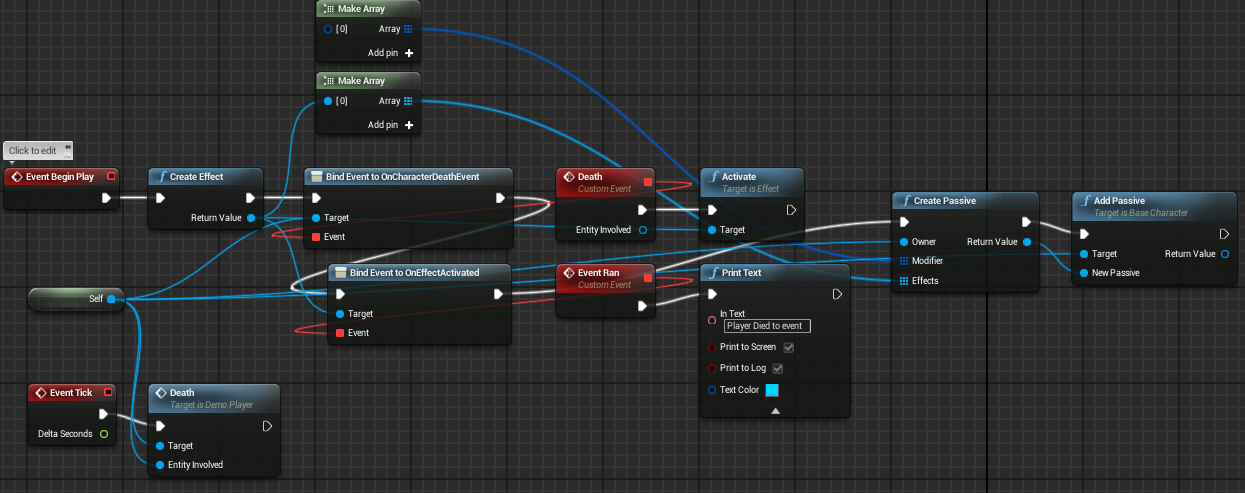 Make Array
[0]
Array
Add pin +
Make Array
[0]
Array
Add pin +
Click to edit
Event Begin Play
f Create Effect
Return Value
Bind Event to OnCharacterDeathEvent
Target
Event
Death
Custom Event
Entity Involved
f Activate
Target is Effect
Target
f Create Passive
Owner
Return Value
Modifier
Effects
f Add Passive
Target is Base Character
Target
Return Value
New Passive
Self
Bind Event to OnEffectActivated
Target
Event
Event Ran
Custom Event
f Print Text
In Text
Player Died to event
Print to Screen
Print to Log
Text Color
Event Tick
Delta Seconds
Death
Target is Demo Player
Target
Entity Involved